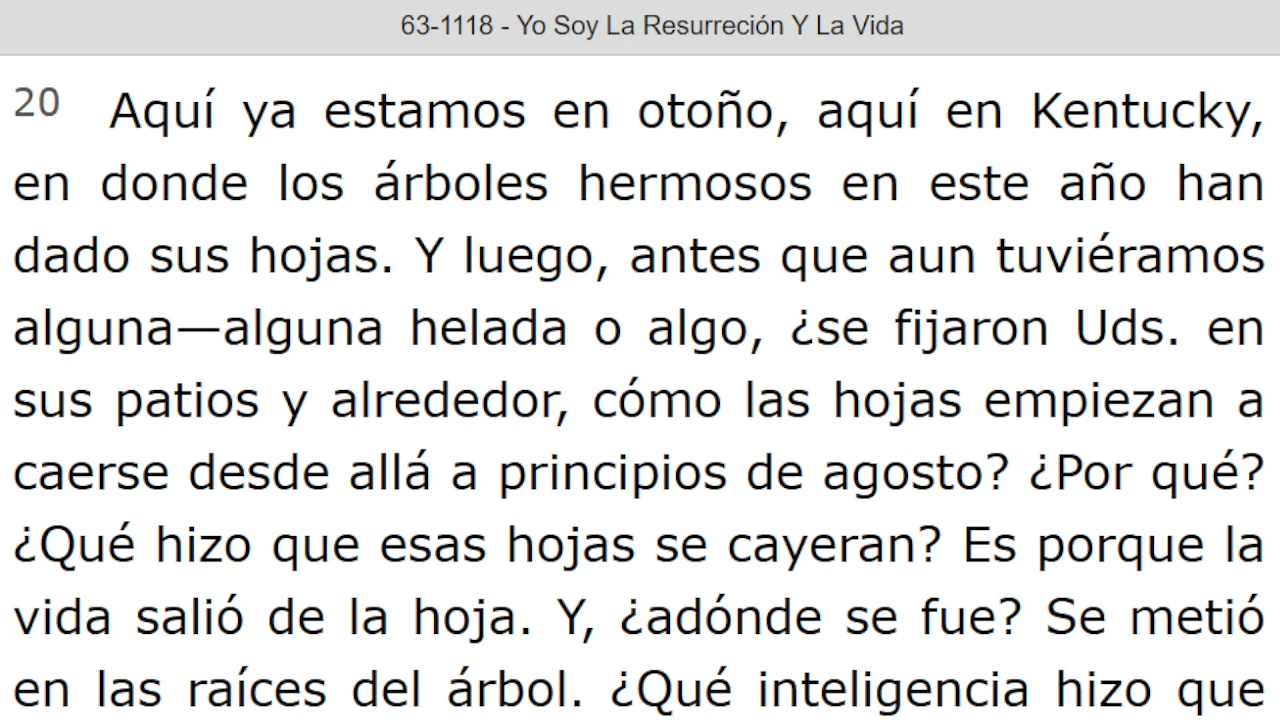 63-1118 - Yo Soy La Resurreción Y La Vida
20 Aquí ya estamos en otoño, aquí en Kentucky,
en donde los árboles hermosos en este año han
dado sus hojas. Y luego, antes que aun tuviéramos
alguna—alguna helada o algo, ¿se fijaron Uds. en
sus patios y alrededor, cómo las hojas empiezan a
caerse desde allá a principios de agosto? ¿Por qué?
¿Qué hizo que esas hojas se cayeran? Es porque la
vida salió de la hoja. Y, ¿adónde se fue? Se metió
en las raíces del árbol. ¿Qué inteligencia hizo que